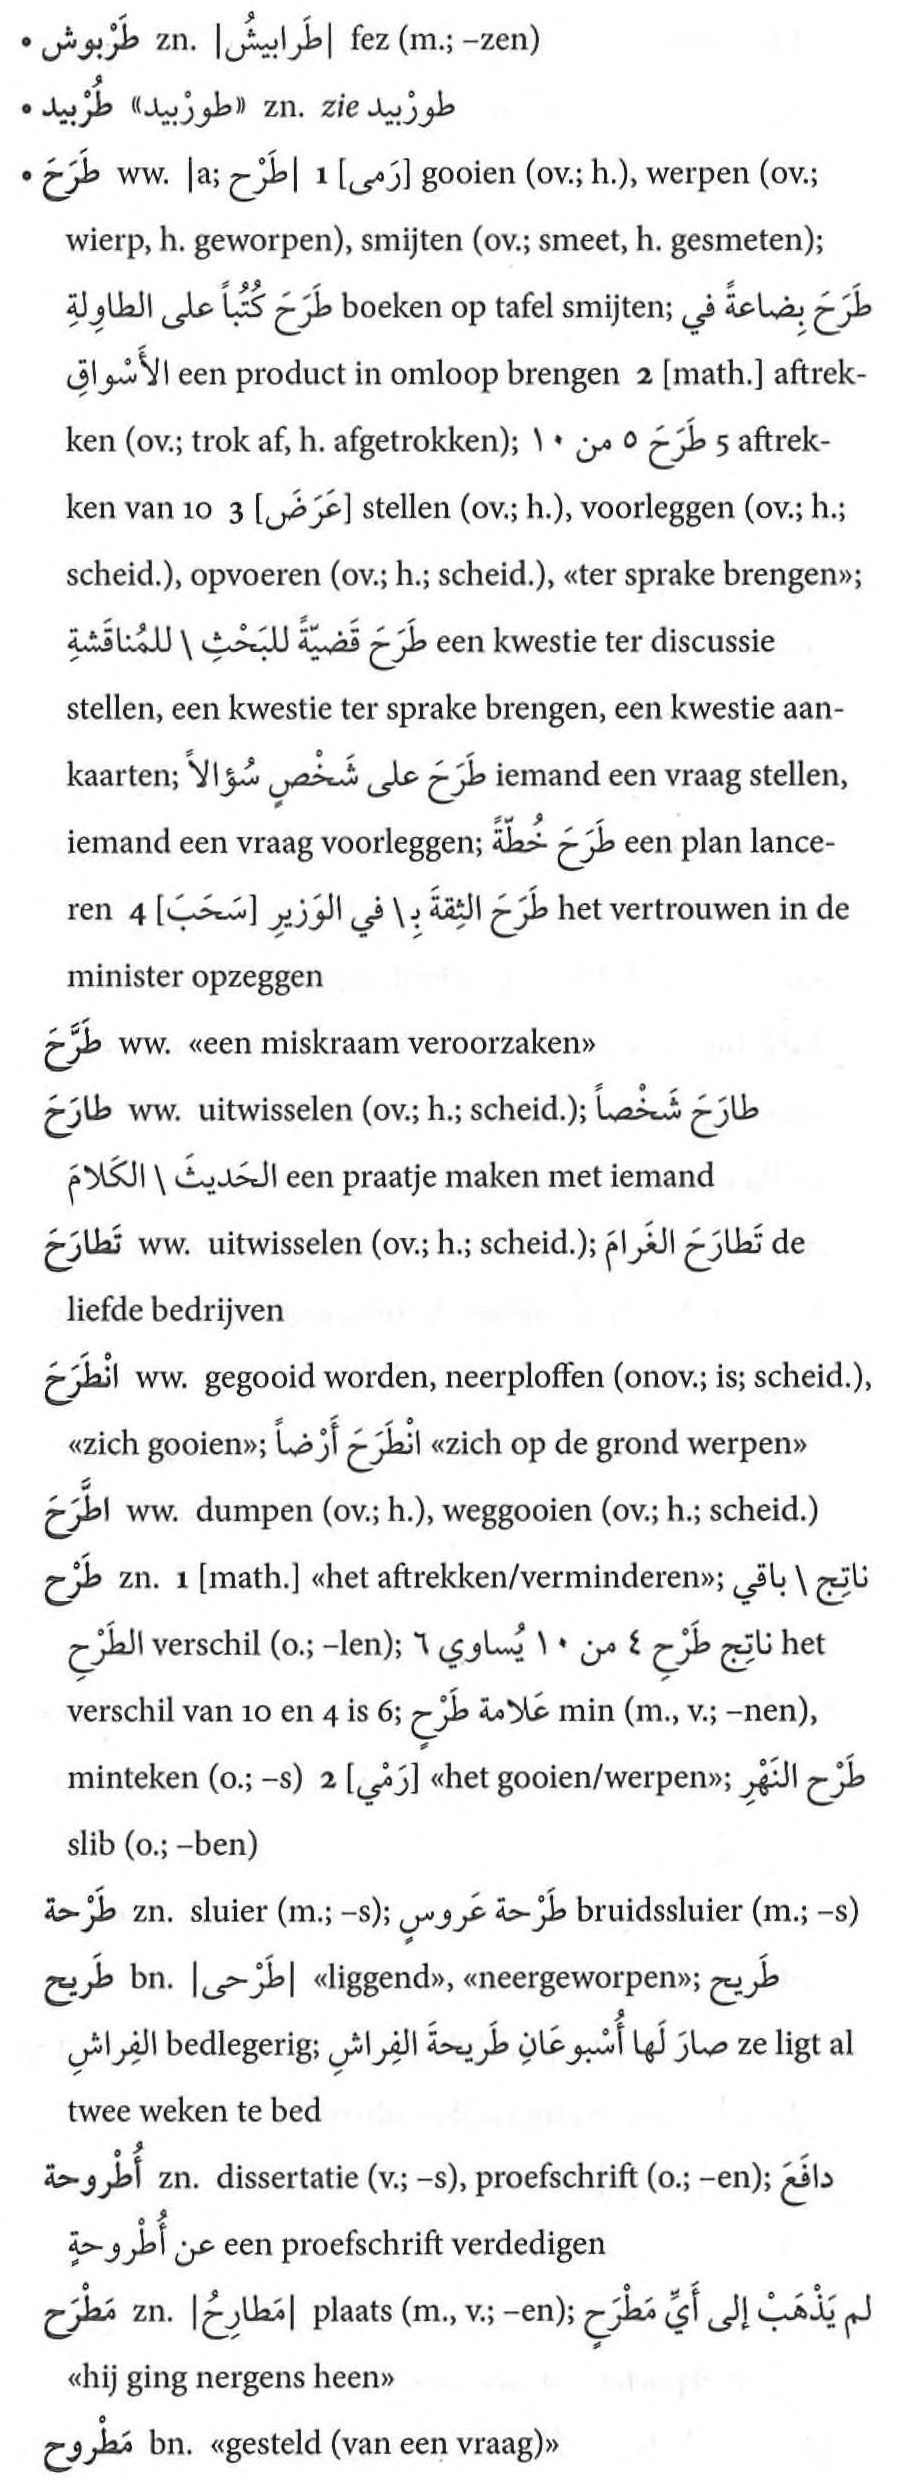 • طَرْبوش zn. |طَرابيشُ| fez (m.; –zen)
• طُرْبيد «طورْبيد» zn. zie طورْبيد
• طَرَحَ ww. |a; طَرْح| 1 [رَمى] gooien (ov.; h.), werpen (ov.;
wierp, h. geworpen), smijten (ov.; smeet, h. gesmeten);
طَرَحَ كُتُباً على الطاوِلةِ boeken op tafel smijten; طَرَحَ بِضاعةً في
الأَسْواقِ een product in omloop brengen 2 [math.] aftrek-
ken (ov.; trok af, h. afgetrokken); طَرَحَ ٥ من ١٠ 5 aftrek-
ken van 10 3 [عَرَضَ] stellen (ov.; h.), voorleggen (ov.; h.;
scheid.), opvoeren (ov.; h.; scheid.), «ter sprake brengen»;
طَرَحَ قَضيّةً للبَحْثِ \ للمُناقَشةِ een kwestie ter discussie
stellen, een kwestie ter sprake brengen, een kwestie aan-
kaarten; طَرَحَ على شَخْصٍ سُؤالاً iemand een vraag stellen,
iemand een vraag voorleggen; طَرَحَ خُطّةً een plan lance-
ren 4 [سَحَبَ] طَرَحَ الثِقةَ بِـ \ في الوَزيرِ het vertrouwen in de
minister opzeggen
طَرَّحَ ww. «een miskraam veroorzaken»
طارَحَ ww. uitwisselen (ov.; h.; scheid.); طارَحَ شَخْصاً
الحَديثَ \ الكَلامَ een praatje maken met iemand
تَطارَحَ ww. uitwisselen (ov.; h.; scheid.); تَطارَحَ الغَرامَ de
liefde bedrijven
انْطَرَحَ ww. gegooid worden, neerploffen (onov.; is; scheid.),
«zich gooien»; انْطَرَحَ أَرْضاً «zich op de grond werpen»
اطَّرَحَ ww. dumpen (ov.; h.), weggooien (ov.; h.; scheid.)
طَرْح zn. 1 [math.] «het aftrekken/verminderen»; ناتِج \ باقي
الطَرْحِ verschil (o.; –len); ناتِج طَرْحِ ٤ من ١٠ يُساوي ٦ het
verschil van 10 en 4 is 6; عَلامة طَرْحٍ min (m., v.; –nen),
minteken (o.; –s) 2 [رَمْي] «het gooien/werpen»; طَرْح النَهْرِ
slib (o.; –ben)
طَرْحة zn. sluier (m.; –s); طَرْحة عَروسٍ bruidssluier (m.; –s)
طَريح bn. |طَرْحى| «liggend», «neergeworpen»; طَريح
الفِراشِ bedlegerig; صارَ لَها أُسْبوعَانِ طَريحةَ الفِراشِ ze ligt al
twee weken te bed
أُطْروحة zn. dissertatie (v.; –s), proefschrift (o.; –en); دافَعَ
عن أُطْروحةٍ een proefschrift verdedigen
مَطْرَح zn. |مَطارِحُ| plaats (m., v.; –en); لم يَذْهَبْ إلى أَيِّ مَطْرَحٍ
«hij ging nergens heen»
مَطْروح bn. «gesteld (van een vraag)»